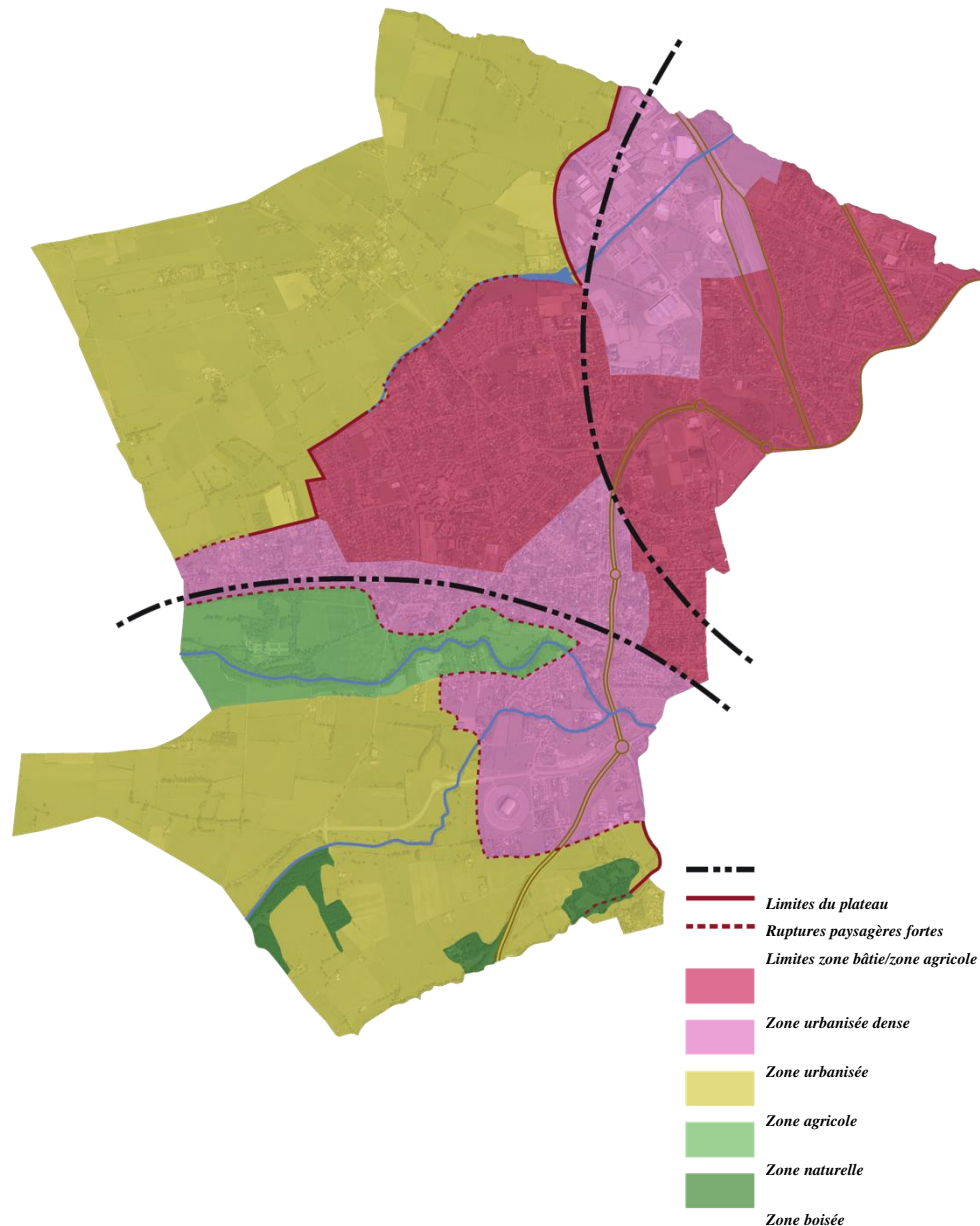 Limites du plateau
Ruptures paysagères fortes
Limites zone bâtie/zone agricole
Zone urbanisée dense
Zone urbanisée
Zone agricole
Zone naturelle
Zone boisée